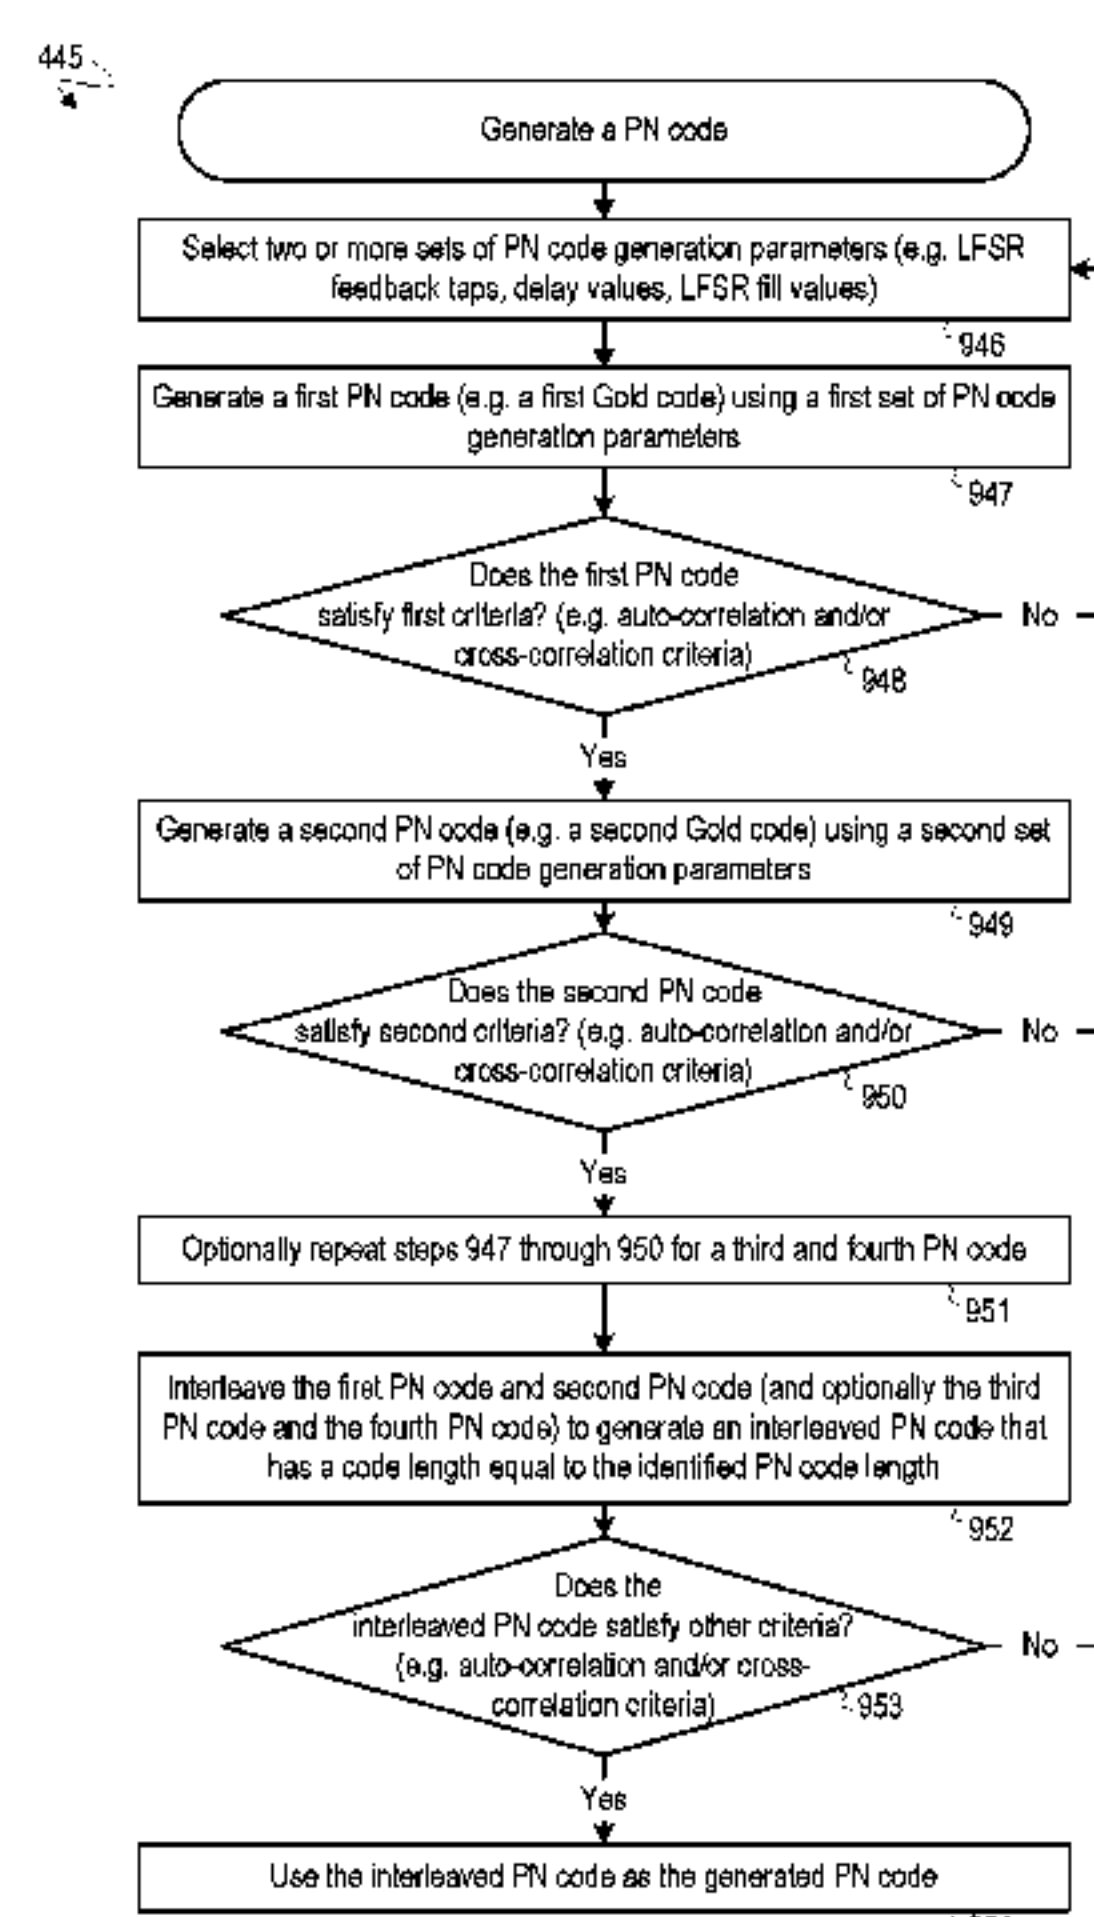 445
Generate a PN code
Select two or more sets of PN code generation parameters (e.g. LFSR
feedback taps, delay values, LFSR fill values)
946
Generate a first PN code (e.g. a first Gold code) using a first set of PN code
generation parameters
947
Does the first PN code
satisfy first criteria? (e.g. auto-correlation and/or
cross-correlation criteria)
No
948
Yes
Generate a second PN code (e.g. a second Gold code) using a second set
of PN code generation parameters
949
Does the second PN code
satisfy second criteria? (e.g. auto-correlation and/or
cross-correlation criteria)
No
950
Yes
Optionally repeat steps 947 through 950 for a third and fourth PN code
951
Interleave the first PN code and second PN code (and optionally the third
PN code and the fourth PN code) to generate an interleaved PN code that
has a code length equal to the identified PN code length
952
Does the
interleaved PN code satisfy other criteria?
(e.g. auto-correlation and/or cross-
correlation criteria)
No
953
Yes
Use the interleaved PN code as the generated PN code